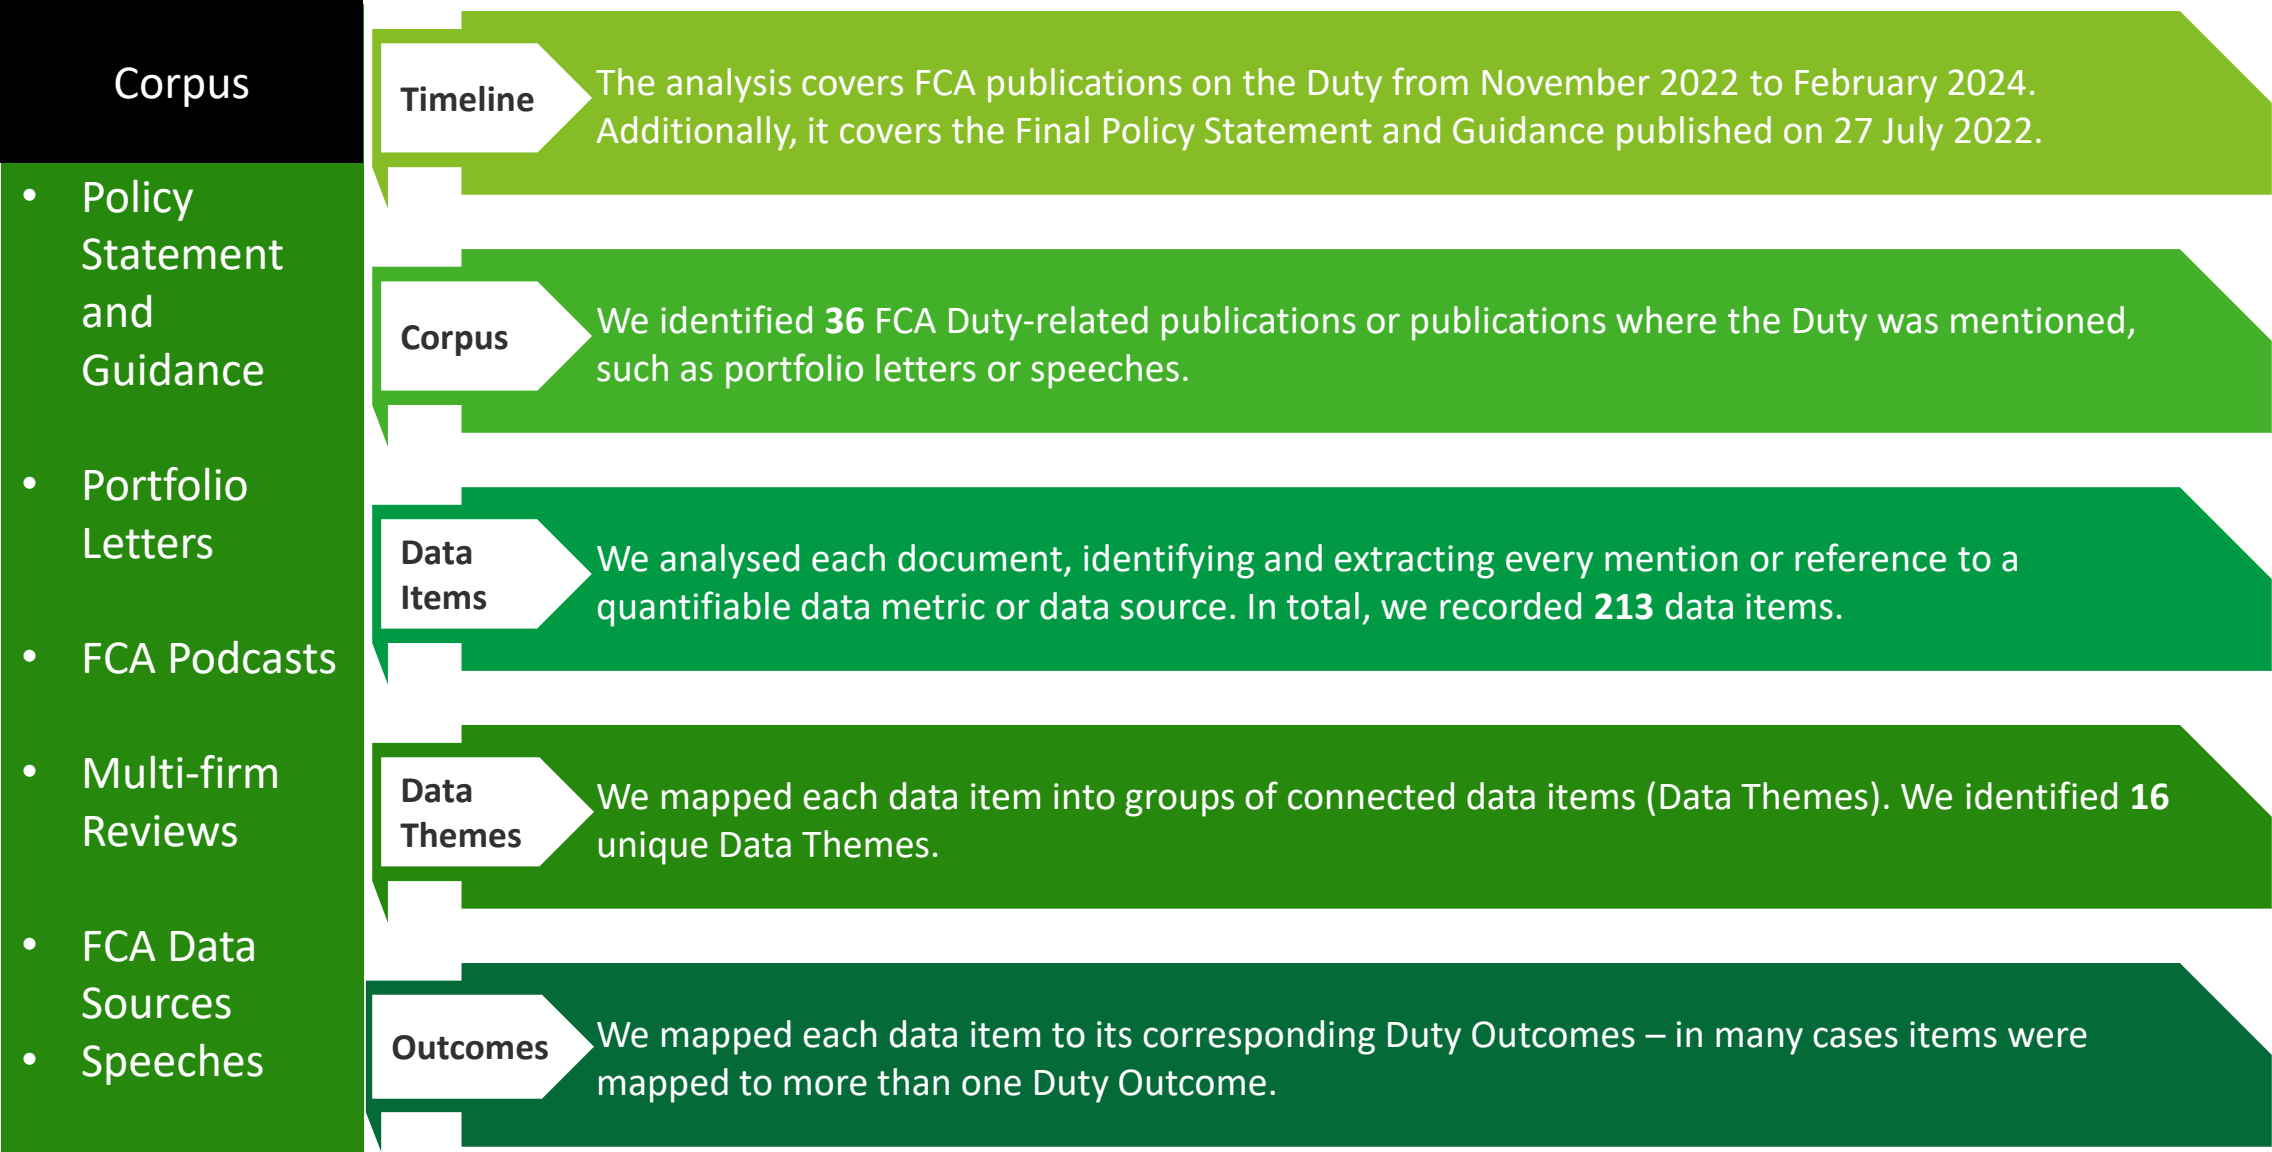 Corpus
• Policy
Statement
and
Guidance
• Portfolio
Letters
• FCA Podcasts
• Multi-firm
Reviews
• FCA Data
Sources
• Speeches
Timeline
The analysis covers FCA publications on the Duty from November 2022 to February 2024.
Additionally, it covers the Final Policy Statement and Guidance published on 27 July 2022.
Corpus
We identified 36 FCA Duty-related publications or publications where the Duty was mentioned,
such as portfolio letters or speeches.
Data
Items
We analysed each document, identifying and extracting every mention or reference to a
quantifiable data metric or data source. In total, we recorded 213 data items.
Data
Themes
We mapped each data item into groups of connected data items (Data Themes). We identified 16
unique Data Themes.
Outcomes
We mapped each data item to its corresponding Duty Outcomes – in many cases items were
mapped to more than one Duty Outcome.